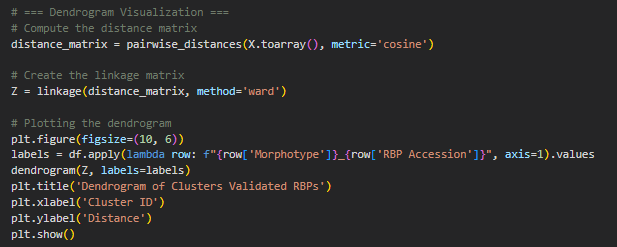 # === Dendrogram Visualization ===
# Compute the distance matrix
distance_matrix = pairwise_distances(X.toarray(), metric='cosine')
# Create the linkage matrix
Z = linkage(distance_matrix, method='ward')
# Plotting the dendrogram
plt.figure(figsize=(10, 6))
labels = df.apply(lambda row: f"{row['Morphotype']}_{row['RBP Accession']}", axis=1).values
dendrogram(Z, labels=labels)
plt.title('Dendrogram of Clusters Validated RBPs')
plt.xlabel('Cluster ID')
plt.ylabel('Distance')
plt.show()